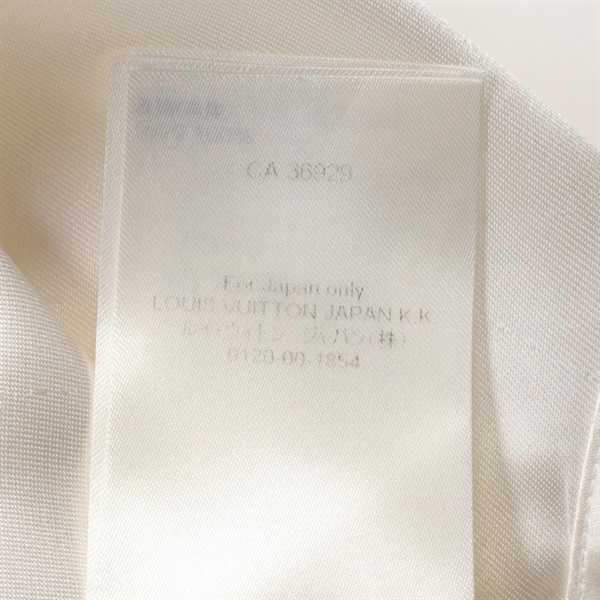 CA 36929
For Japan only
LOUIS VUITTON JAPAN K.K.
ルイ・ヴィトン ジャパン(株)
0120-00-1854